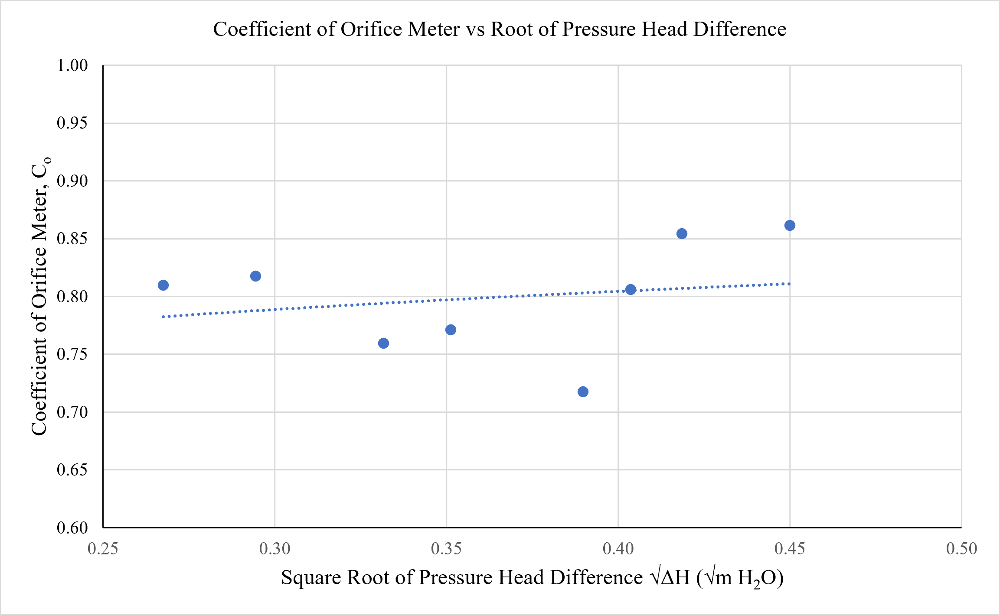 Coefficient of Orifice Meter vs Root of Pressure Head Difference
Coefficient of Orifice Meter, Cₒ
1.00
0.95
0.90
0.85
0.80
0.75
0.70
0.65
0.60
0.25 0.30 0.35 0.40 0.45 0.50
Square Root of Pressure Head Difference √ΔH (√m H₂O)